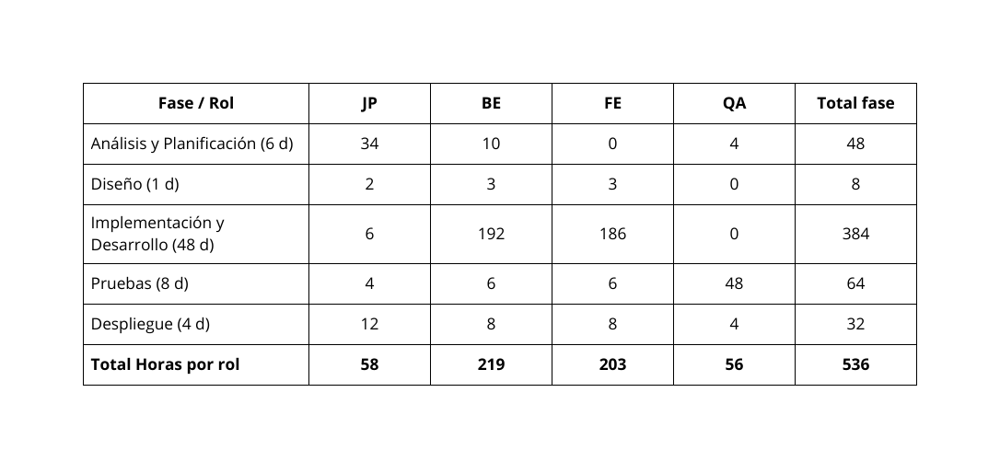 Fase / Rol JP BE FE QA Total fase
Análisis y Planificación (6 d) 34 10 0 4 48
Diseño (1 d) 2 3 3 0 8
Implementación y
Desarrollo (48 d) 6 192 186 0 384
Pruebas (8 d) 4 6 6 48 64
Despliegue (4 d) 12 8 8 4 32
Total Horas por rol 58 219 203 56 536